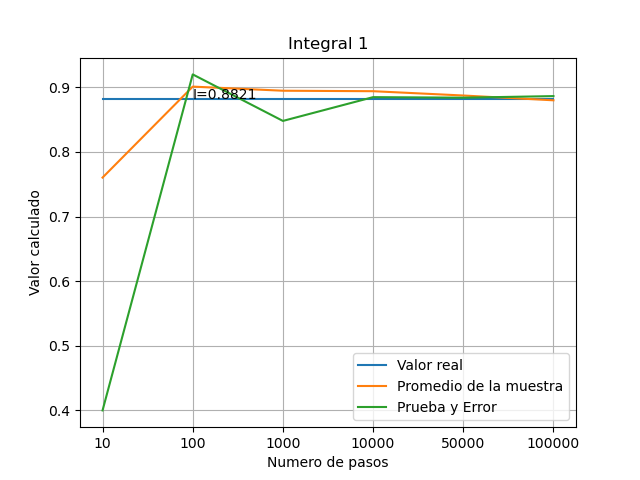 Integral 1
Valor calculado
0.9
0.8
0.7
0.6
0.5
0.4
I=0.8821
Valor real
Promedio de la muestra
Prueba y Error
10 100 1000 10000 50000 100000
Numero de pasos